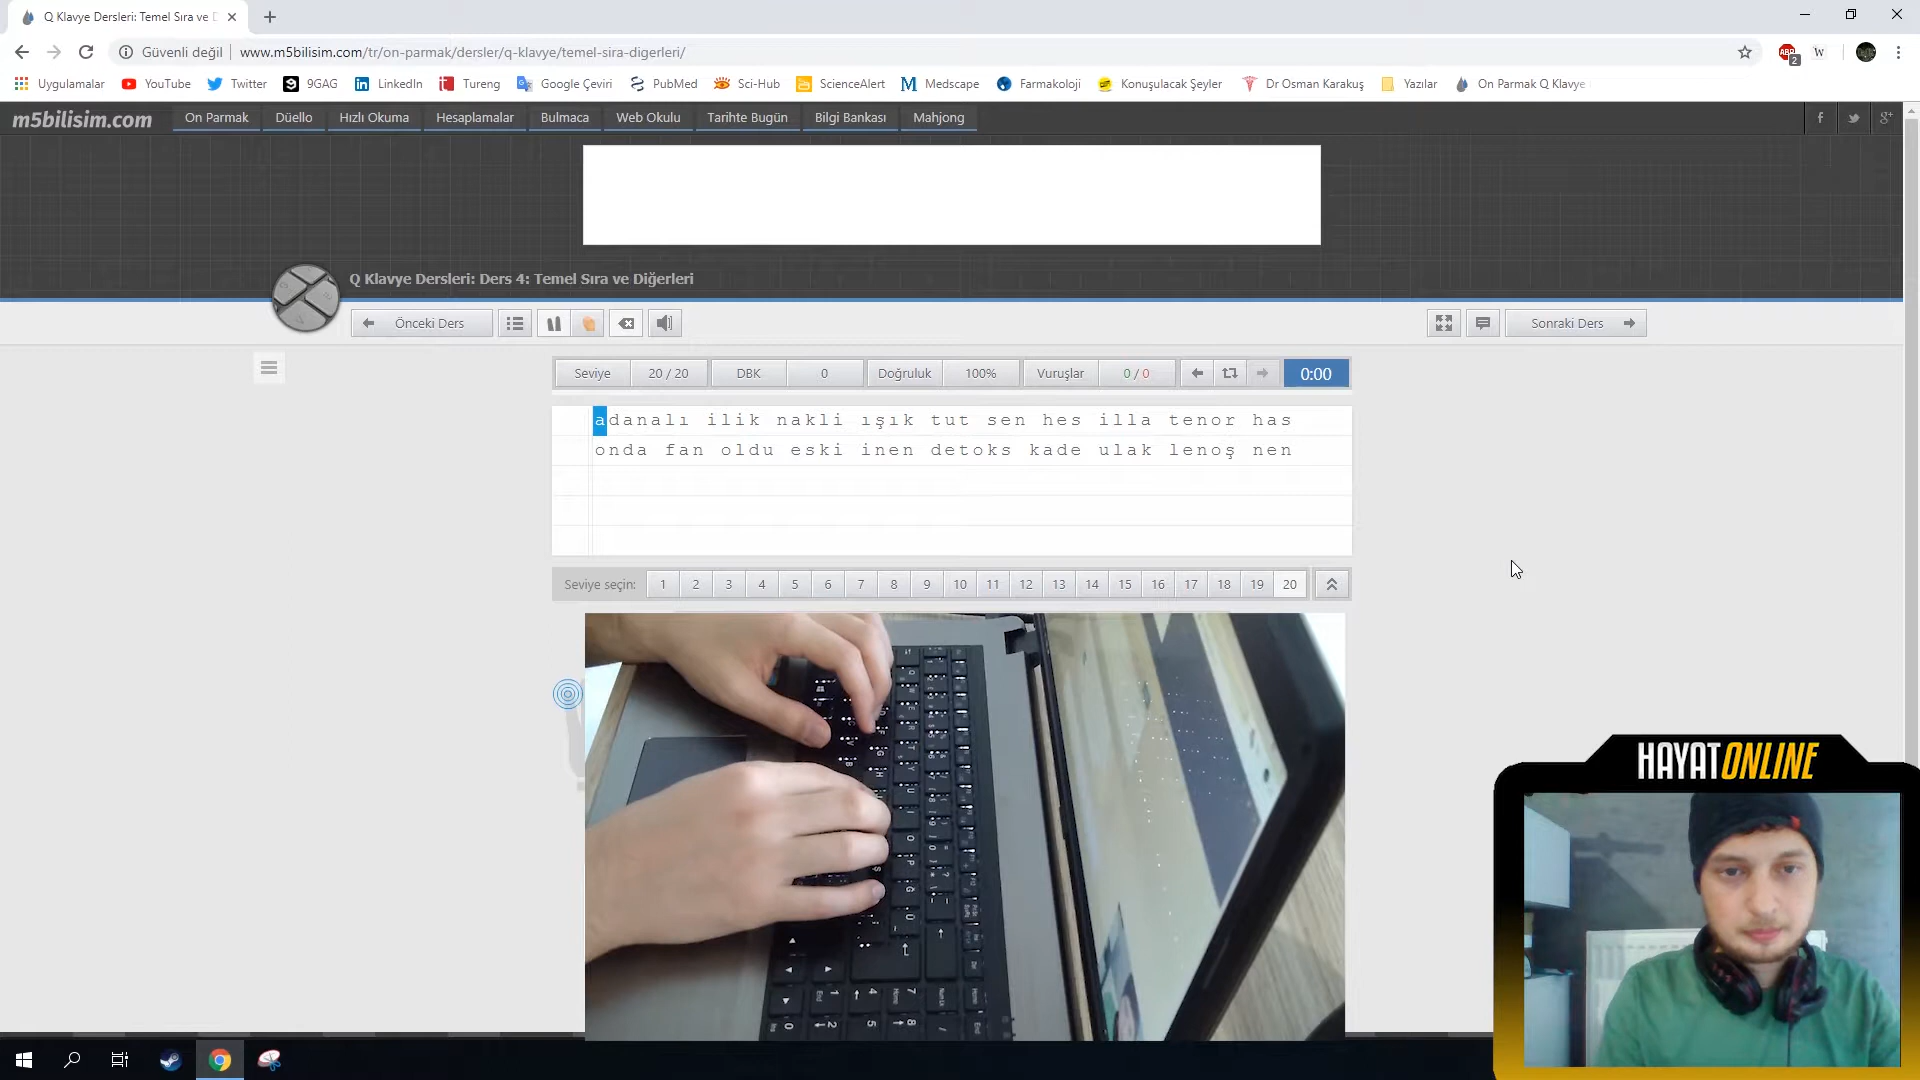 Q Klavye Dersleri: Temel Sıra ve D
Güvenli değil
www.m5bilisim.com/tr/on-parmak/dersler/q-klavye/temel-sira-digerleri/
ABP
2
W
Uygulamalar
YouTube
Twitter
9GAG
LinkedIn
Tureng
Google Çeviri
PubMed
Sci-Hub
ScienceAlert
Medscape
Farmakoloji
Konuşulacak Şeyler
Dr Osman Karakuş
Yazılar
On Parmak Q Klavye
m5bilisim.com
On Parmak
Düello
Hızlı Okuma
Hesaplamalar
Bulmaca
Web Okulu
Tarihte Bugün
Bilgi Bankası
Mahjong
Q Klavye Dersleri: Ders 4: Temel Sıra ve Diğerleri
Önceki Ders
Sonraki Ders
Seviye 20 / 20 DBK 0 Doğruluk 100% Vuruşlar 0 / 0 0:00
adanalı ilik nakli ışık tut sen hes illa tenor has
onda fan oldu eski inen detoks kade ulak lenoş nen
Seviye seçin: 1 2 3 4 5 6 7 8 9 10 11 12 13 14 15 16 17 18 19 20
HAYATONLINE